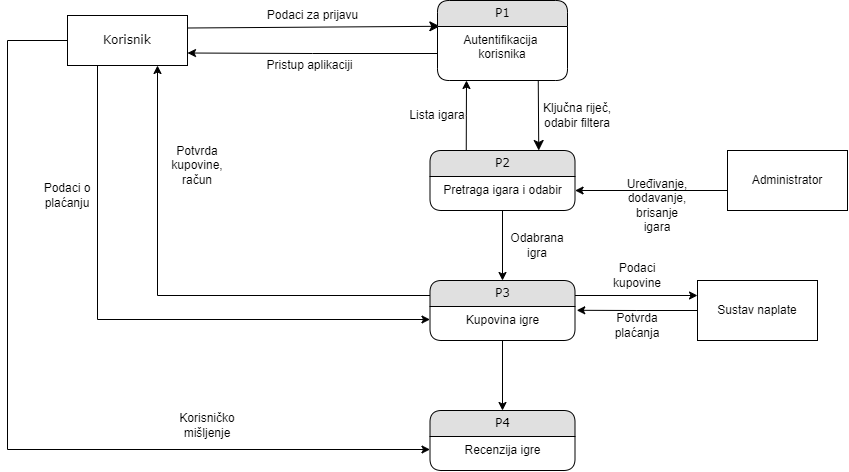 P1
Podaci za prijavu
Korisnik
Autentifikacija
korisnika
Pristup aplikaciji
Lista igara
Ključna riječ,
odabir filtera
Potvrda
kupovine,
račun
P2
Pretraga igara i odabir
Administrator
Podaci o
plaćanju
Uređivanje,
dodavanje,
brisanje
igara
Odabrana
igra
Podaci
kupovine
P3
Kupovina igre
Sustav naplate
Potvrda
plaćanja
Korisničko
mišljenje
P4
Recenzija igre